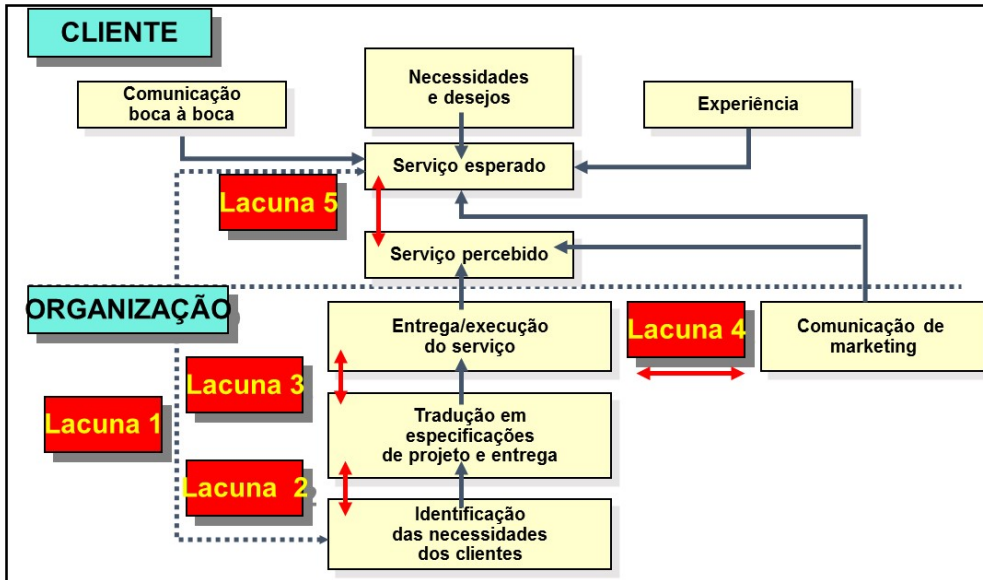 CLIENTE
Comunicação
boca à boca
Necessidades
e desejos
Experiência
Serviço esperado
Lacuna 5
Serviço percebido
ORGANIZAÇÃO
Entrega/execução
do serviço
Lacuna 4
Comunicação de
marketing
Lacuna 3
Lacuna 1
Tradução em
especificações
de projeto e entrega
Lacuna 2
Identificação
das necessidades
dos clientes